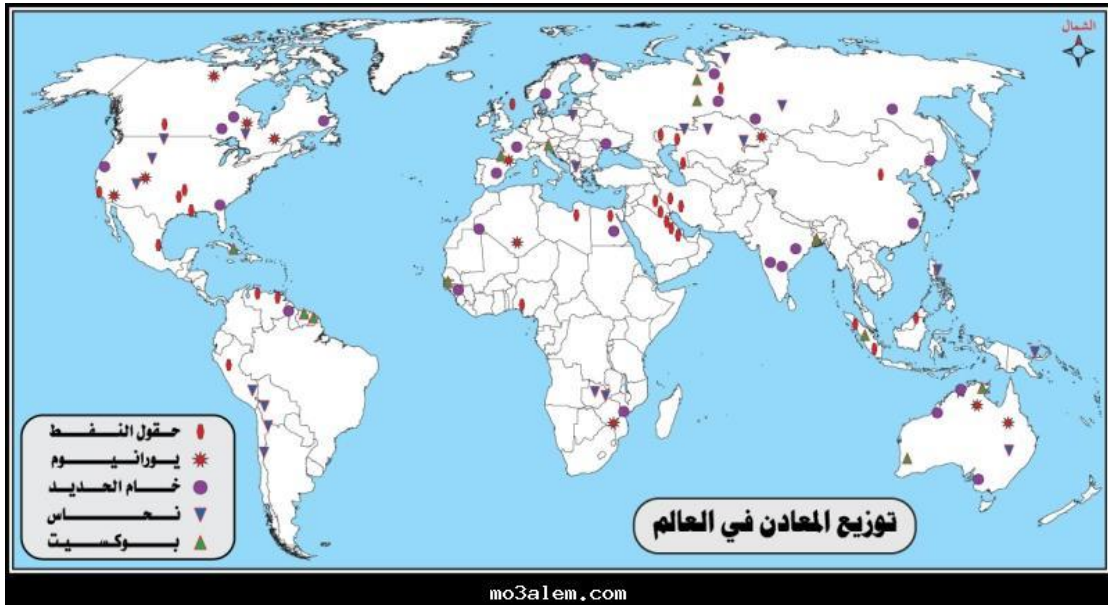 الشمال
حقول النفط
يورانيوم
خام الحديد
نحاس
بوكسيت
توزيع المعادن في العالم
mo3alem.com